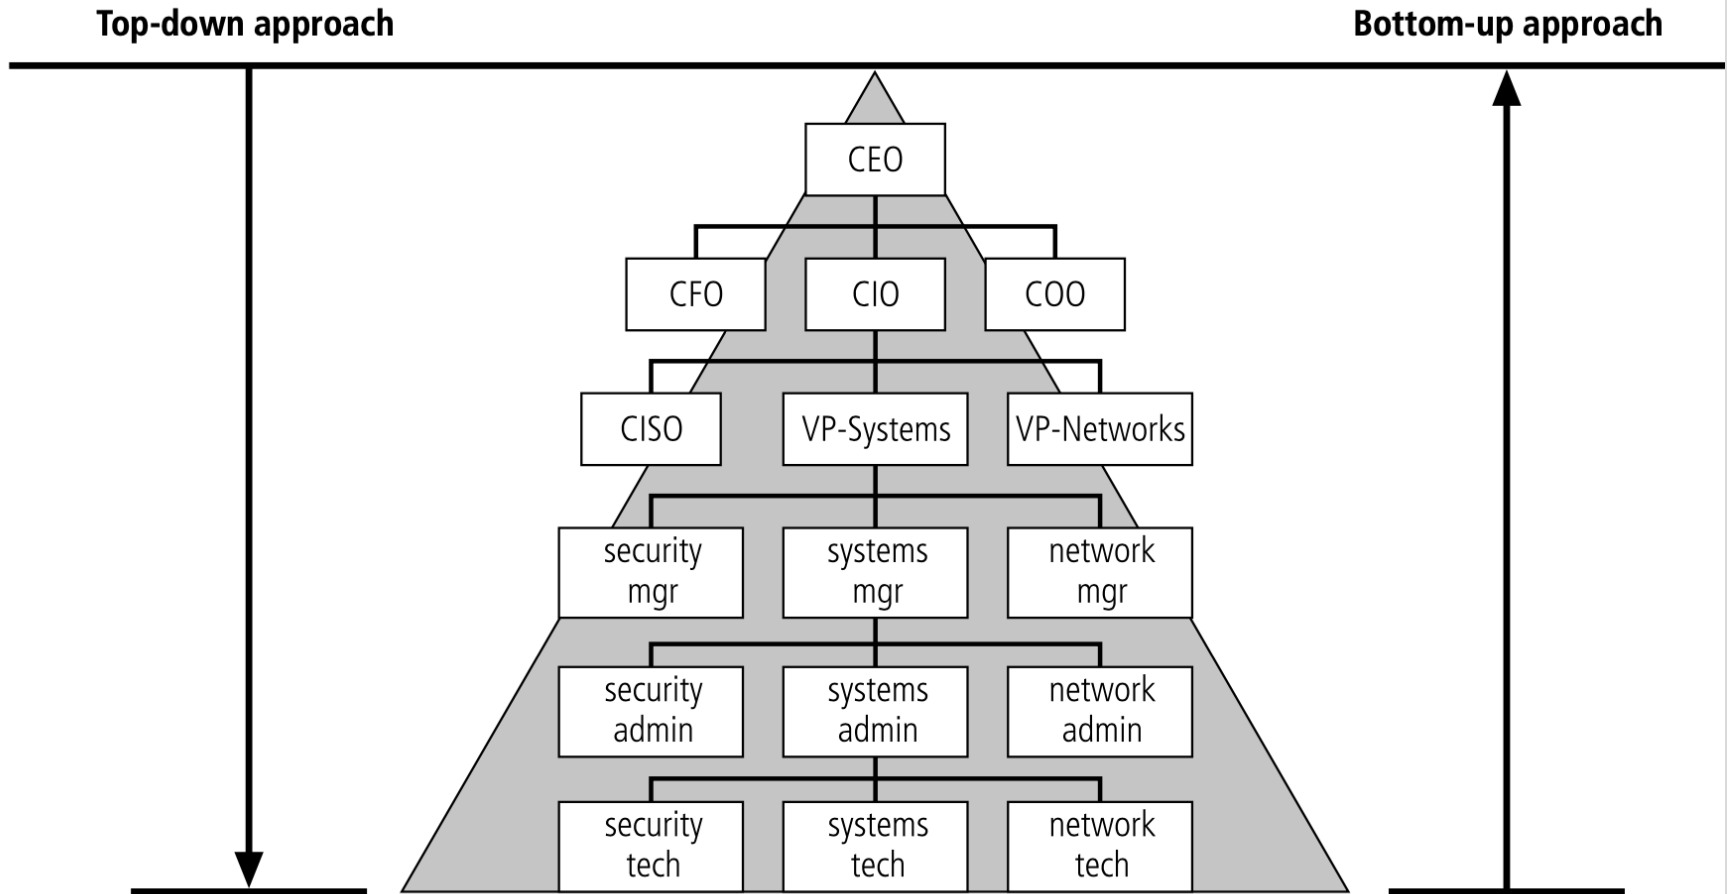 Top-down approach
Bottom-up approach
CEO
CFO
CIO
COO
CISO
VP-Systems
VP-Networks
security
mgr
systems
mgr
network
mgr
security
admin
systems
admin
network
admin
security
tech
systems
tech
network
tech